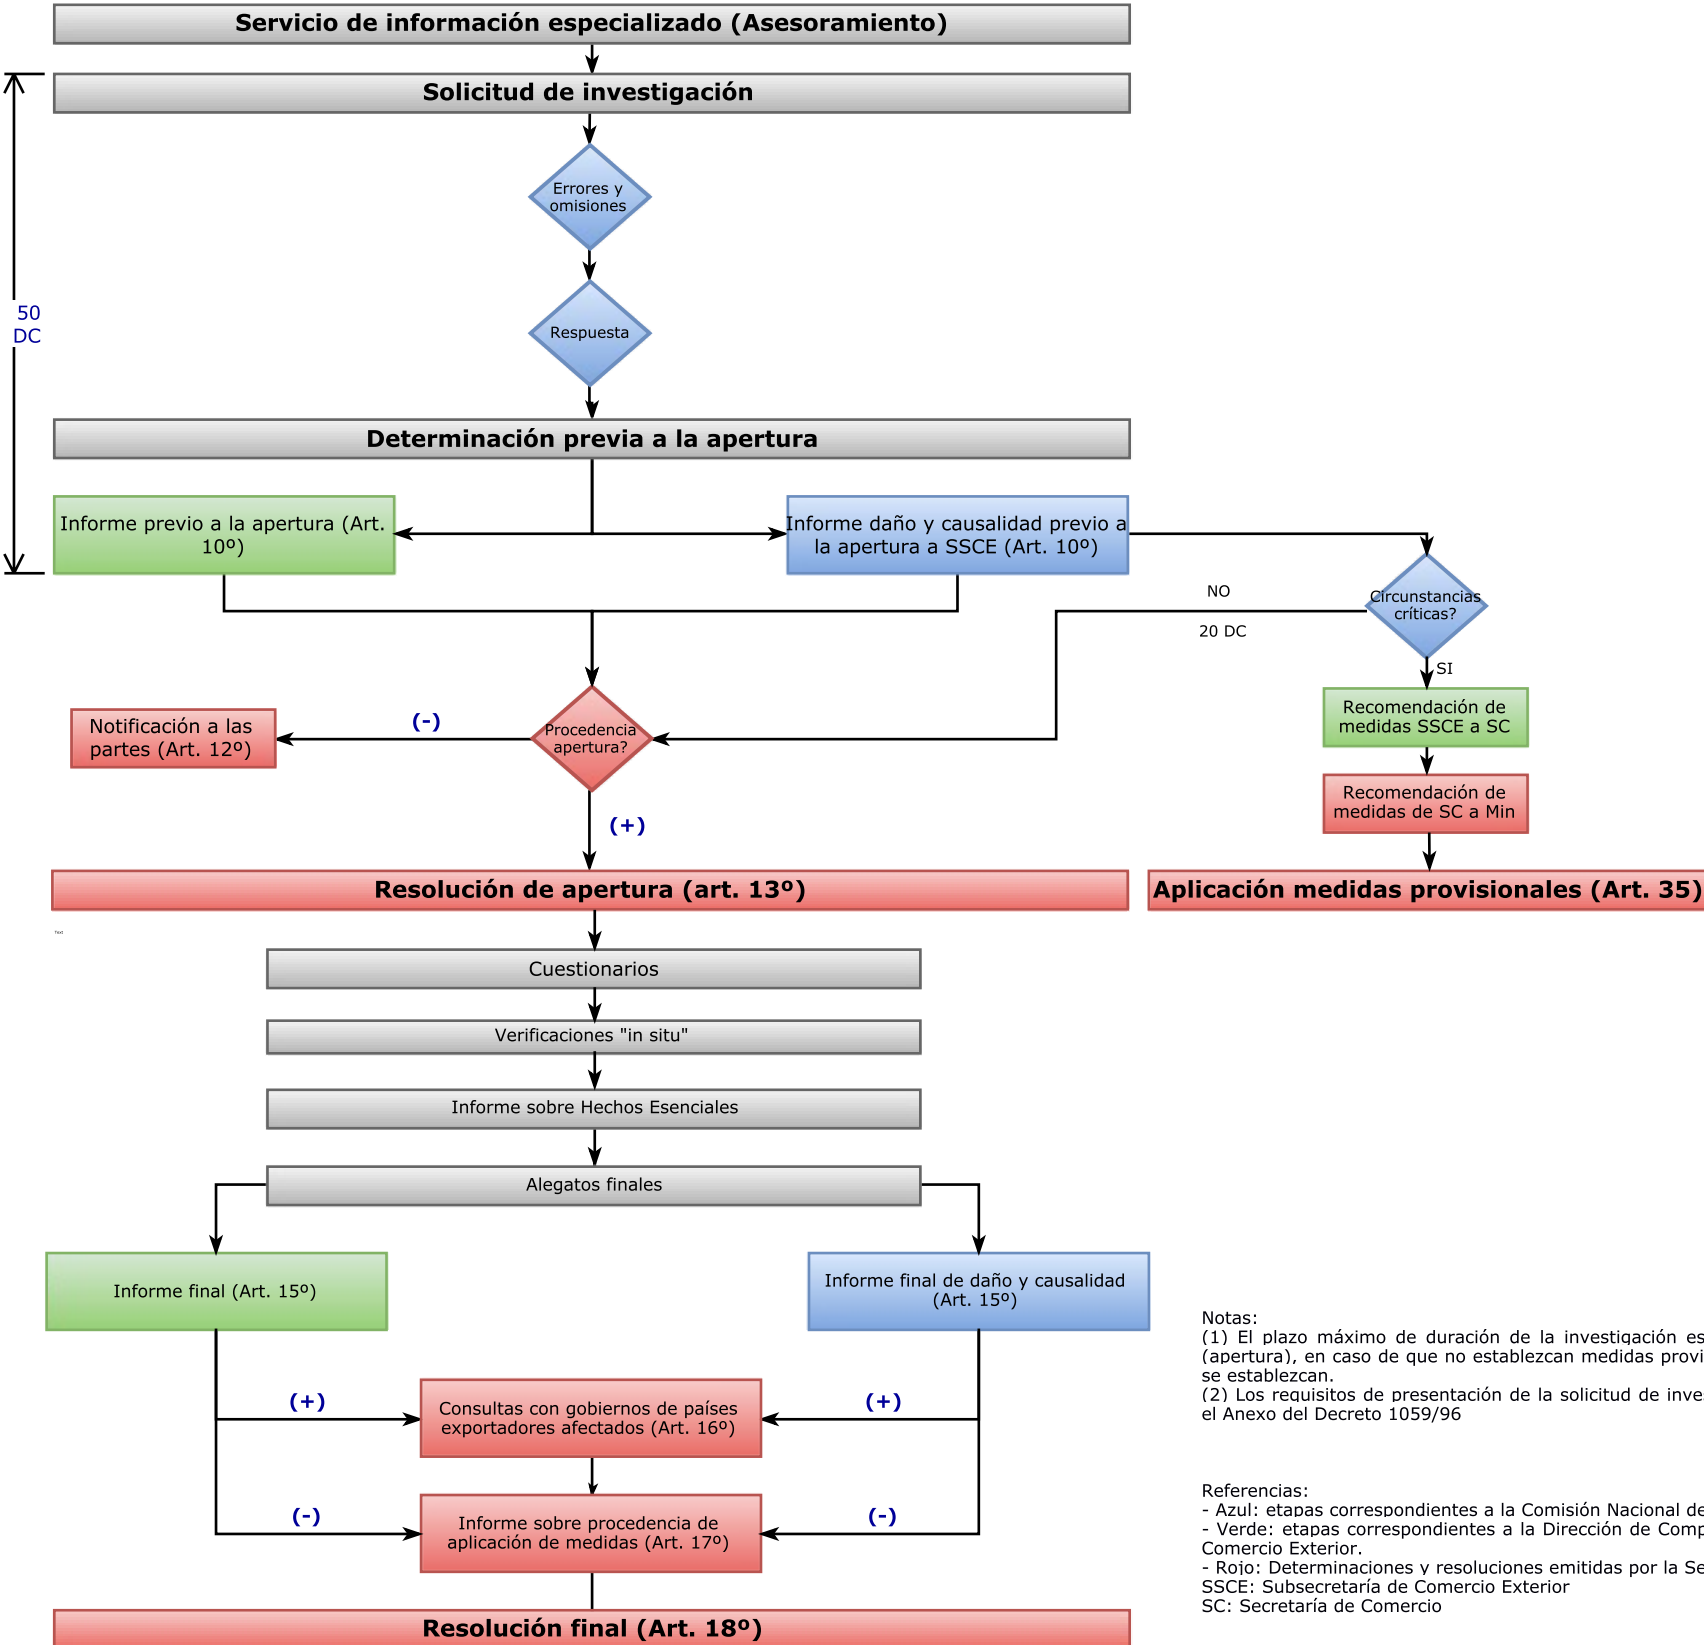 Servicio de información especializado (Asesoramiento)
Solicitud de investigación
Errores y
omisiones
50
DC
Respuesta
Determinación previa a la apertura
Informe previo a la apertura (Art.
10º)
Informe daño y causalidad previo a
la apertura a SSCE (Art. 10º)
Circunstancias
críticas?
NO
20 DC
SI
Recomendación de
medidas SSCE a SC
Notificación a las
partes (Art. 12º)
(-)
Procedencia
apertura?
Recomendación de
medidas de SC a Min
(+)
Resolución de apertura (art. 13º)
Aplicación medidas provisionales (Art. 35)
Text
Cuestionarios
Verificaciones "in situ"
Informe sobre Hechos Esenciales
Alegatos finales
Informe final (Art. 15º)
Informe final de daño y causalidad
(Art. 15º)
(+)
Consultas con gobiernos de países
exportadores afectados (Art. 16º)
(+)
(-)
Informe sobre procedencia de
aplicación de medidas (Art. 17º)
(-)
Resolución final (Art. 18º)
Notas:
(1) El plazo máximo de duración de la investigación es
(apertura), en caso de que no establezcan medidas provi
se establezcan.
(2) Los requisitos de presentación de la solicitud de inve
el Anexo del Decreto 1059/96
Referencias:
- Azul: etapas correspondientes a la Comisión Nacional de
- Verde: etapas correspondientes a la Dirección de Comp
Comercio Exterior.
- Rojo: Determinaciones y resoluciones emitidas por la Se
SSCE: Subsecretaría de Comercio Exterior
SC: Secretaría de Comercio